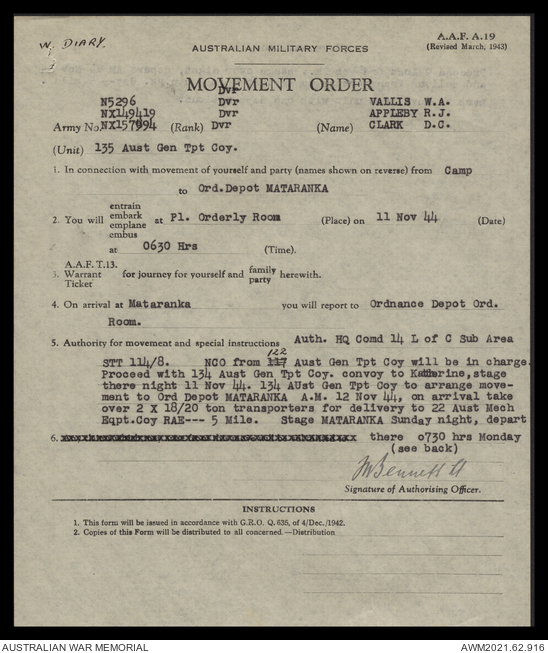 W. DIARY.
A.A.F. A.19
(Revised March, 1943)
AUSTRALIAN MILITARY FORCES
MOVEMENT ORDER
Dvr
N5296 Dvr VALLIS W.A.
NX149419 Dvr APPLEBY R.J.
Army No. NX157994 (Rank) Dvr (Name) CLARK D.C.
(Unit) 135 Aust Gen Tpt Coy.
1. In connection with movement of yourself and party (names shown on reverse) from Camp
to Ord.Depot MATARANKA
2. You will entrain embark emplane embus at Pl. Orderly Room (Place) on 11 Nov 44 (Date)
at 0630 Hrs (Time).
3. A.A.F. T.13. Warrant Ticket for journey for yourself and family party herewith.
4. On arrival at Mataranka you will report to Ordnance Depot Ord.
Room.
5. Authority for movement and special instructions Auth. HQ Comd 14 L of C Sub Area
122
STT 114/8. NCO from 117 Aust Gen Tpt Coy will be in charge.
Proceed with 134 Aust Gen Tpt Coy. convoy to Katherine,stage
there night 11 Nov 44. 134 AUst Gen Tpt Coy to arrange move-
ment to Ord Depot MATARANKA A.M. 12 Nov 44, on arrival take
over 2 X 18/20 ton transporters for delivery to 22 Aust Mech
Eqpt.Coy RAE--- 5 Mile. Stage MATARANKA Sunday night, depart
6. there 0730 hrs Monday
(see back)
Bennett Lt
Signature of Authorising Officer.
INSTRUCTIONS
1. This form will be issued in accordance with G.R.O. Q. 635, of 4/Dec./1942.
2. Copies of this Form will be distributed to all concerned.—Distribution
AUSTRALIAN WAR MEMORIAL AWM2021.62.916